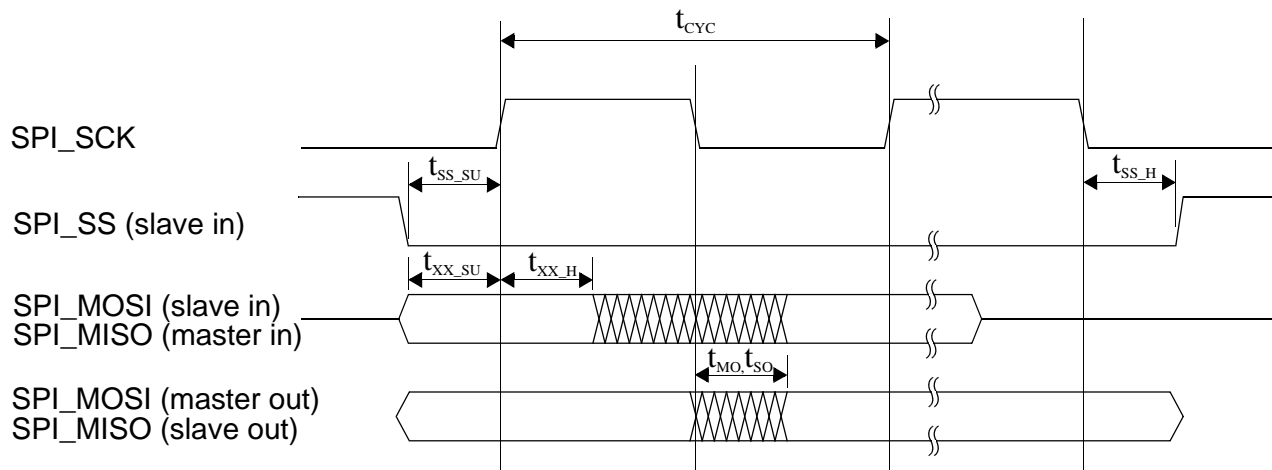 tCYC
SPI_SCK
tSS_SU
tSS_H
SPI_SS (slave in)
tXX_SU
tXX_H
SPI_MOSI (slave in)
SPI_MISO (master in)
tMO,tSO
SPI_MOSI (master out)
SPI_MISO (slave out)